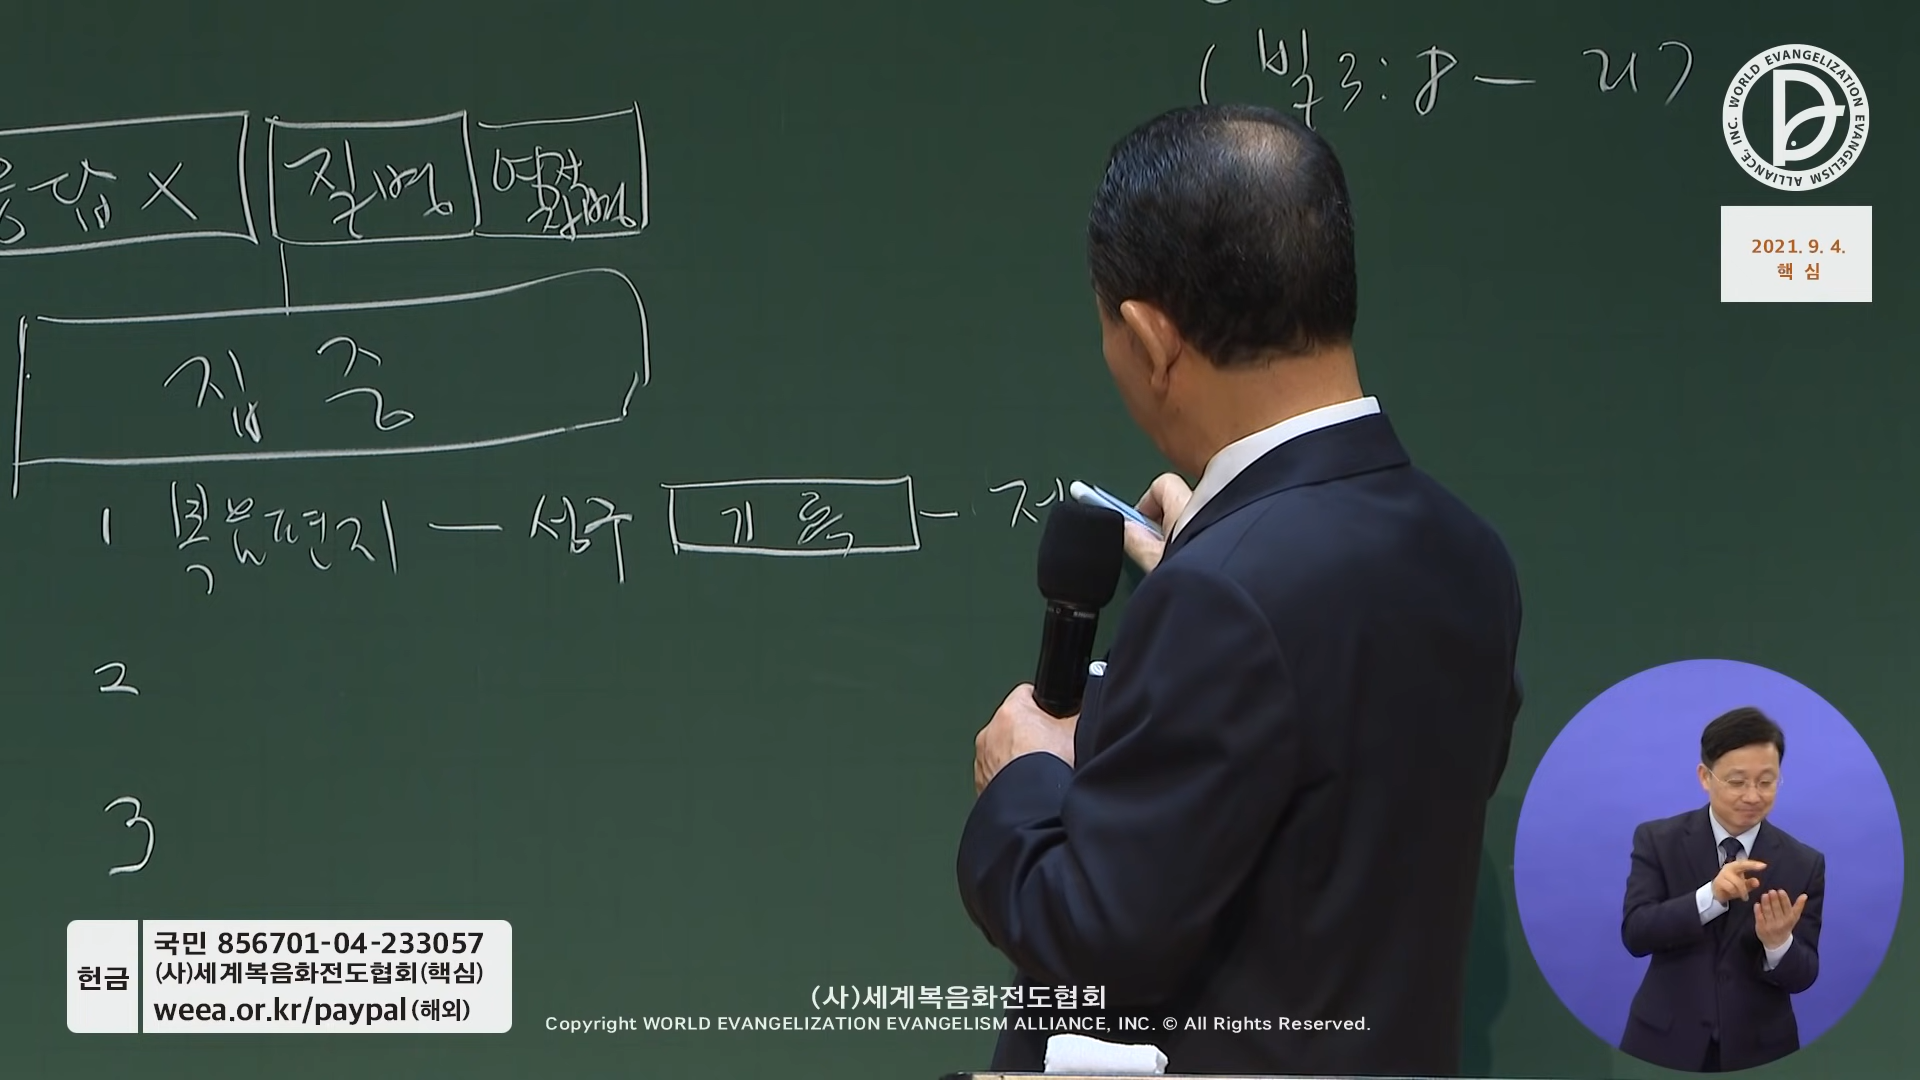 (빌3:8 — 21)
응답 X 질병 영적병
집중
1 복음편지 — 성구 기록 — 저
2
3
WORLD EVANGELIZATION EVANGELISM ALLIANCE, INC.
2021. 9. 4.
핵 심
헌금
국민 856701-04-233057
(사)세계복음화전도협회(핵심)
weea.or.kr/paypal(해외)
(사)세계복음화전도협회
Copyright WORLD EVANGELIZATION EVANGELISM ALLIANCE, INC. © All Rights Reserved.